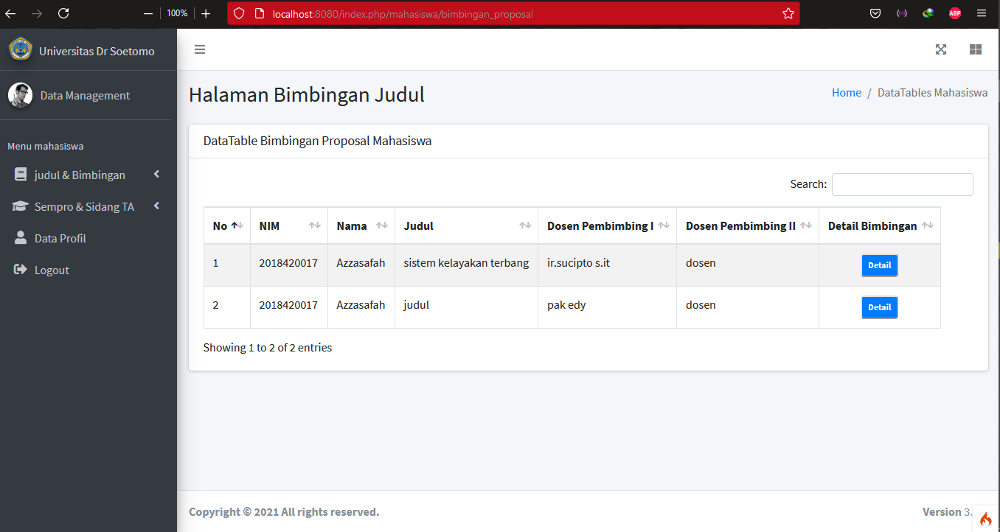 100%
localhost:8080/index.php/mahasiswa/bimbingan_proposal
ABP
Universitas Dr Soetomo
Data Management
Menu mahasiswa
judul & Bimbingan
Sempro & Sidang TA
Data Profil
Logout
Halaman Bimbingan Judul
Home / DataTables Mahasiswa
DataTable Bimbingan Proposal Mahasiswa
Search:
No NIM Nama Judul Dosen Pembimbing I Dosen Pembimbing II Detail Bimbingan
1 2018420017 Azzasafah sistem kelayakan terbang ir.sucipto s.it dosen Detail
2 2018420017 Azzasafah judul pak edy dosen Detail
Showing 1 to 2 of 2 entries
Copyright © 2021 All rights reserved.
Version 3.